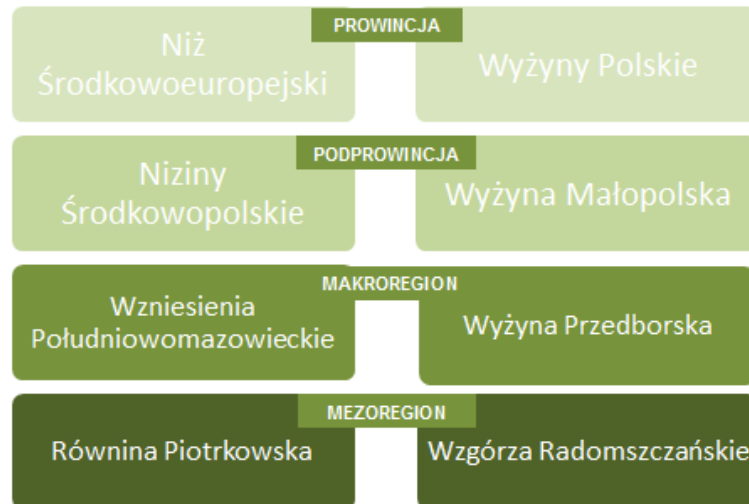 PROWINCJA
Niż
Środkowoeuropejski
Wyżyny Polskie
PODPROWINCJA
Niziny
Środkowopolskie
Wyżyna Małopolska
MAKROREGION
Wzniesienia
Południowomazowieckie
Wyżyna Przedborska
MEZOREGION
Równina Piotrkowska
Wzgórza Radomszczańskie